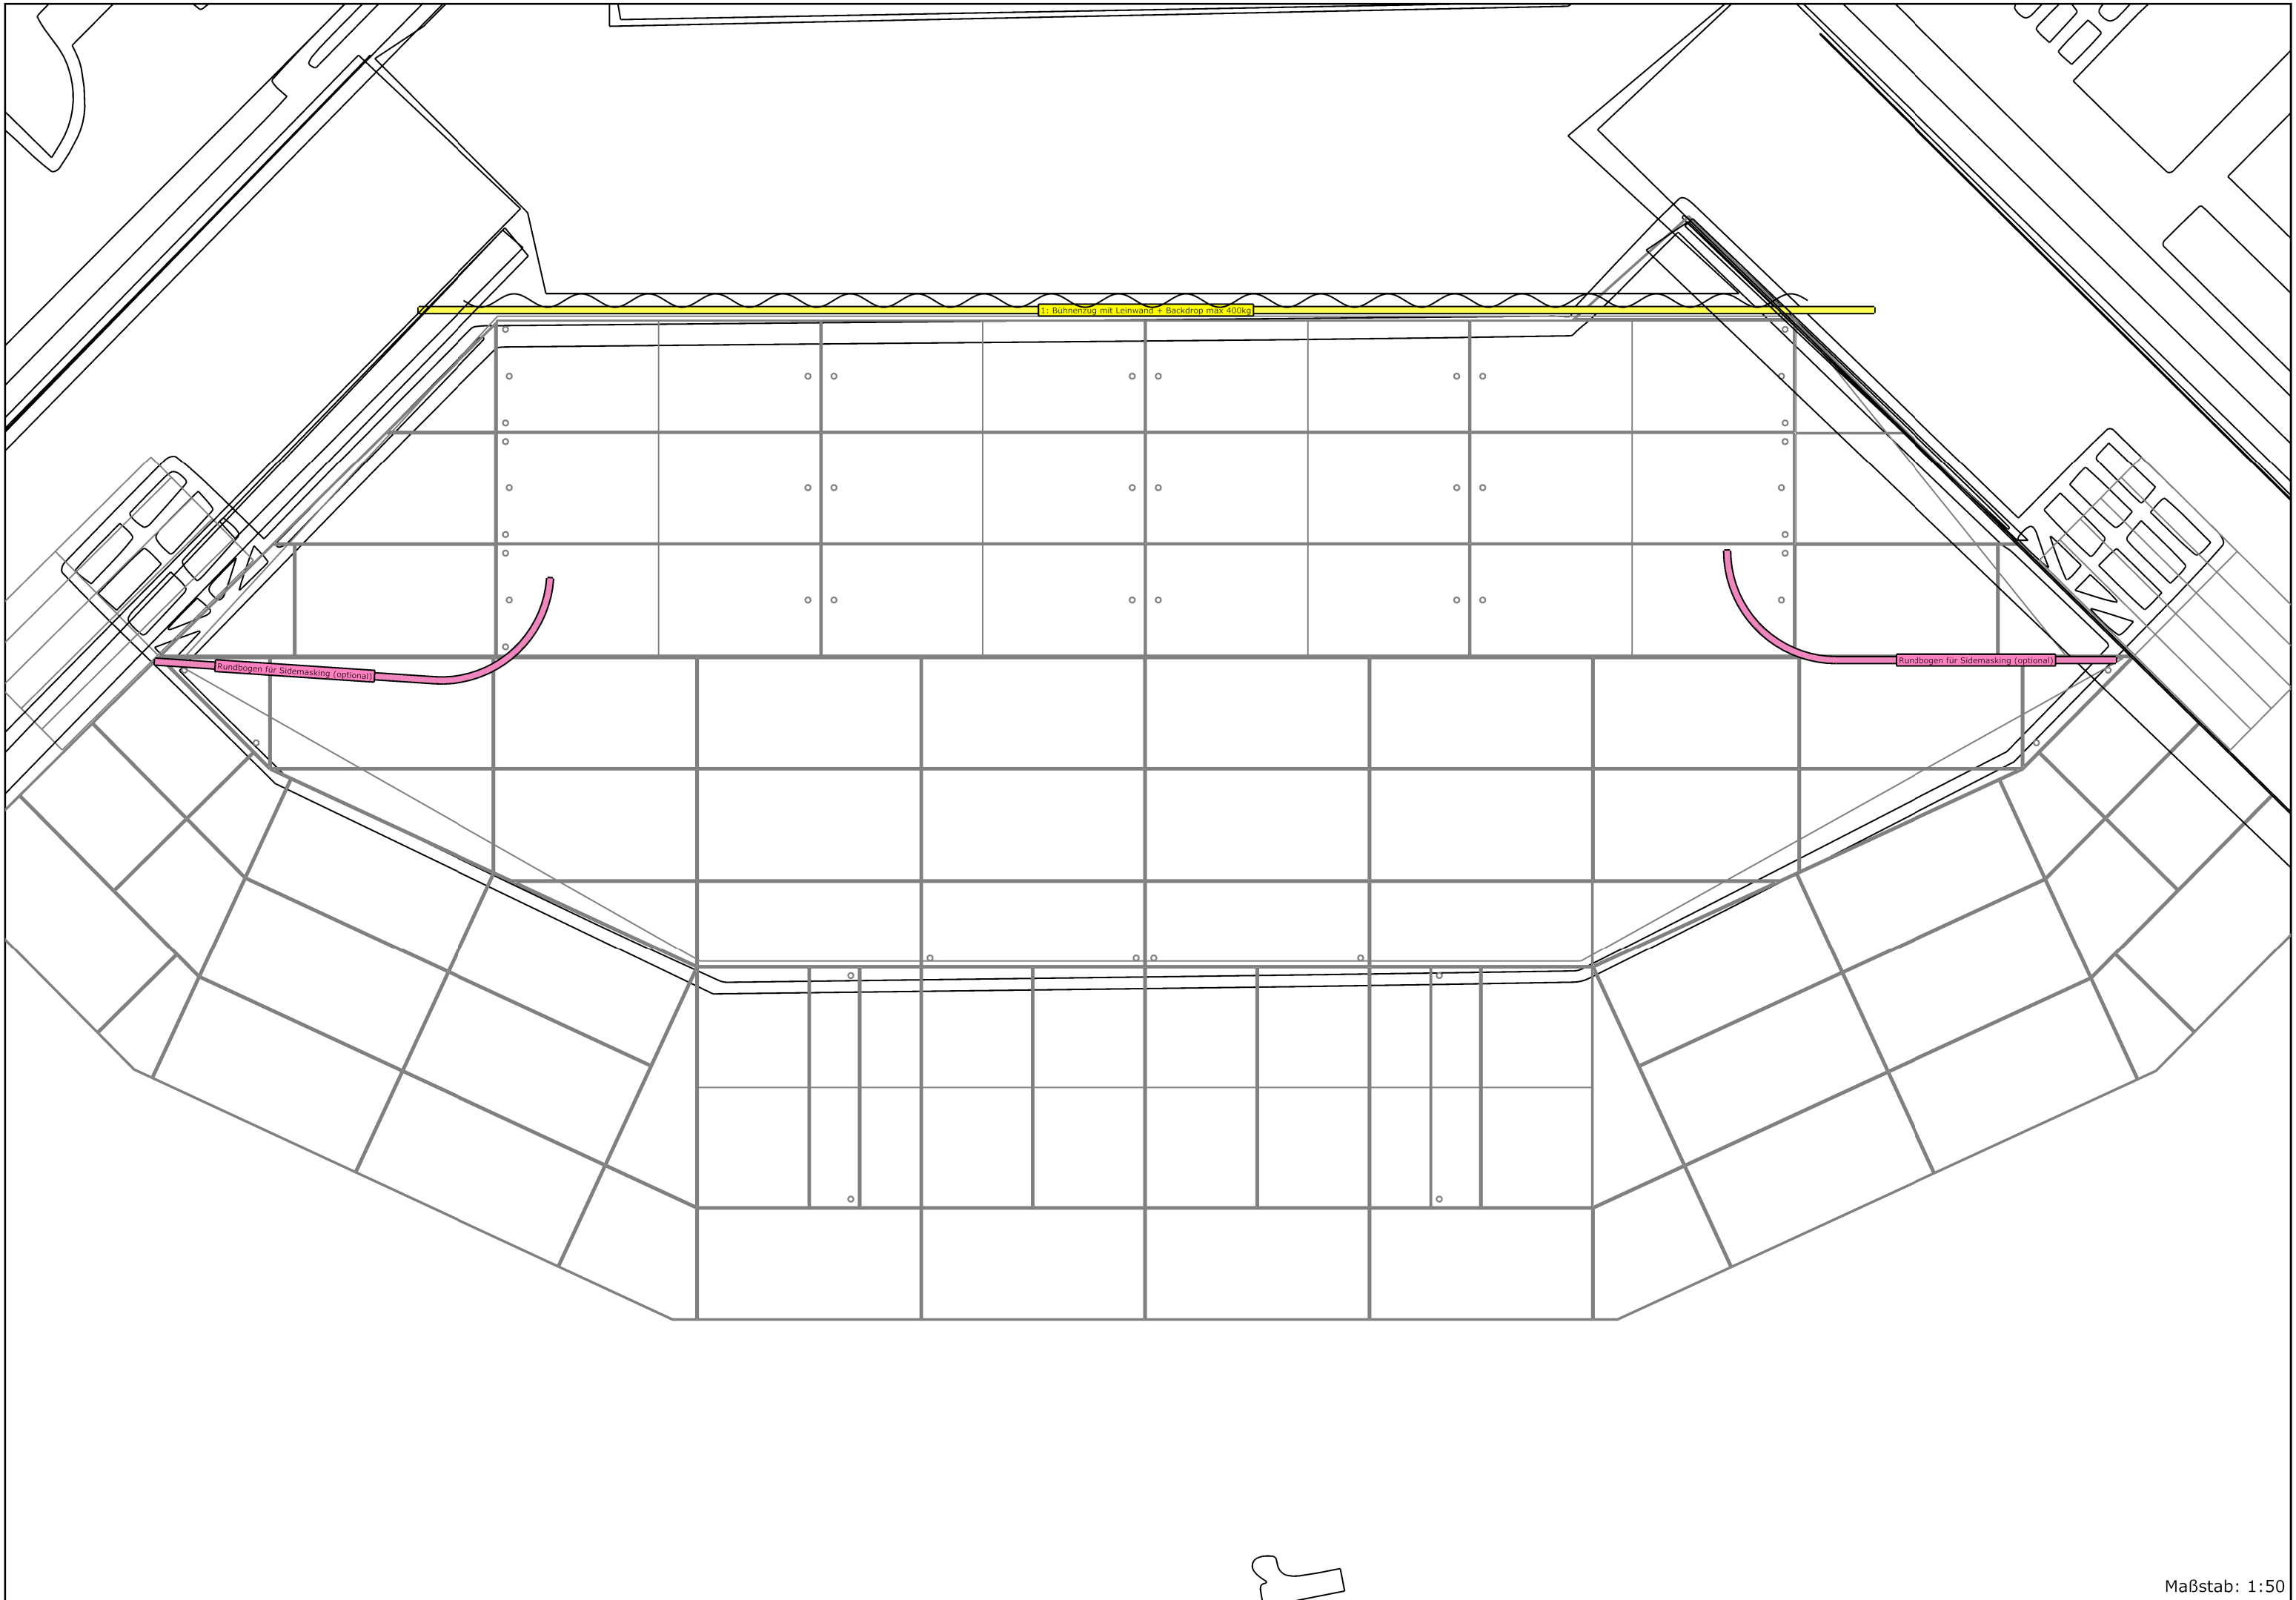 1: Bühnenzug mit Leinwand + Backdrop max 400kg
Rundbogen für Sidemasking (optional)
Rundbogen für Sidemasking (optional)
Maßstab: 1:50